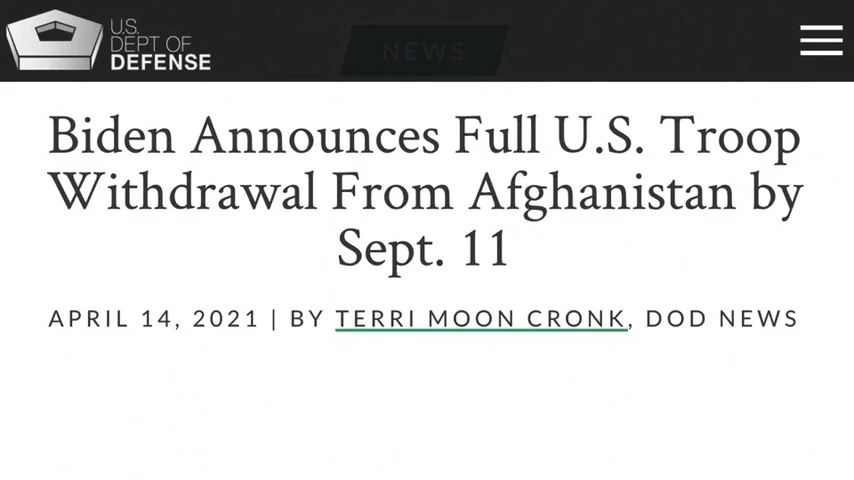 U.S.
DEPT OF
DEFENSE
NEWS
Biden Announces Full U.S. Troop
Withdrawal From Afghanistan by
Sept. 11
APRIL 14, 2021 | BY TERRI MOON CRONK, DOD NEWS